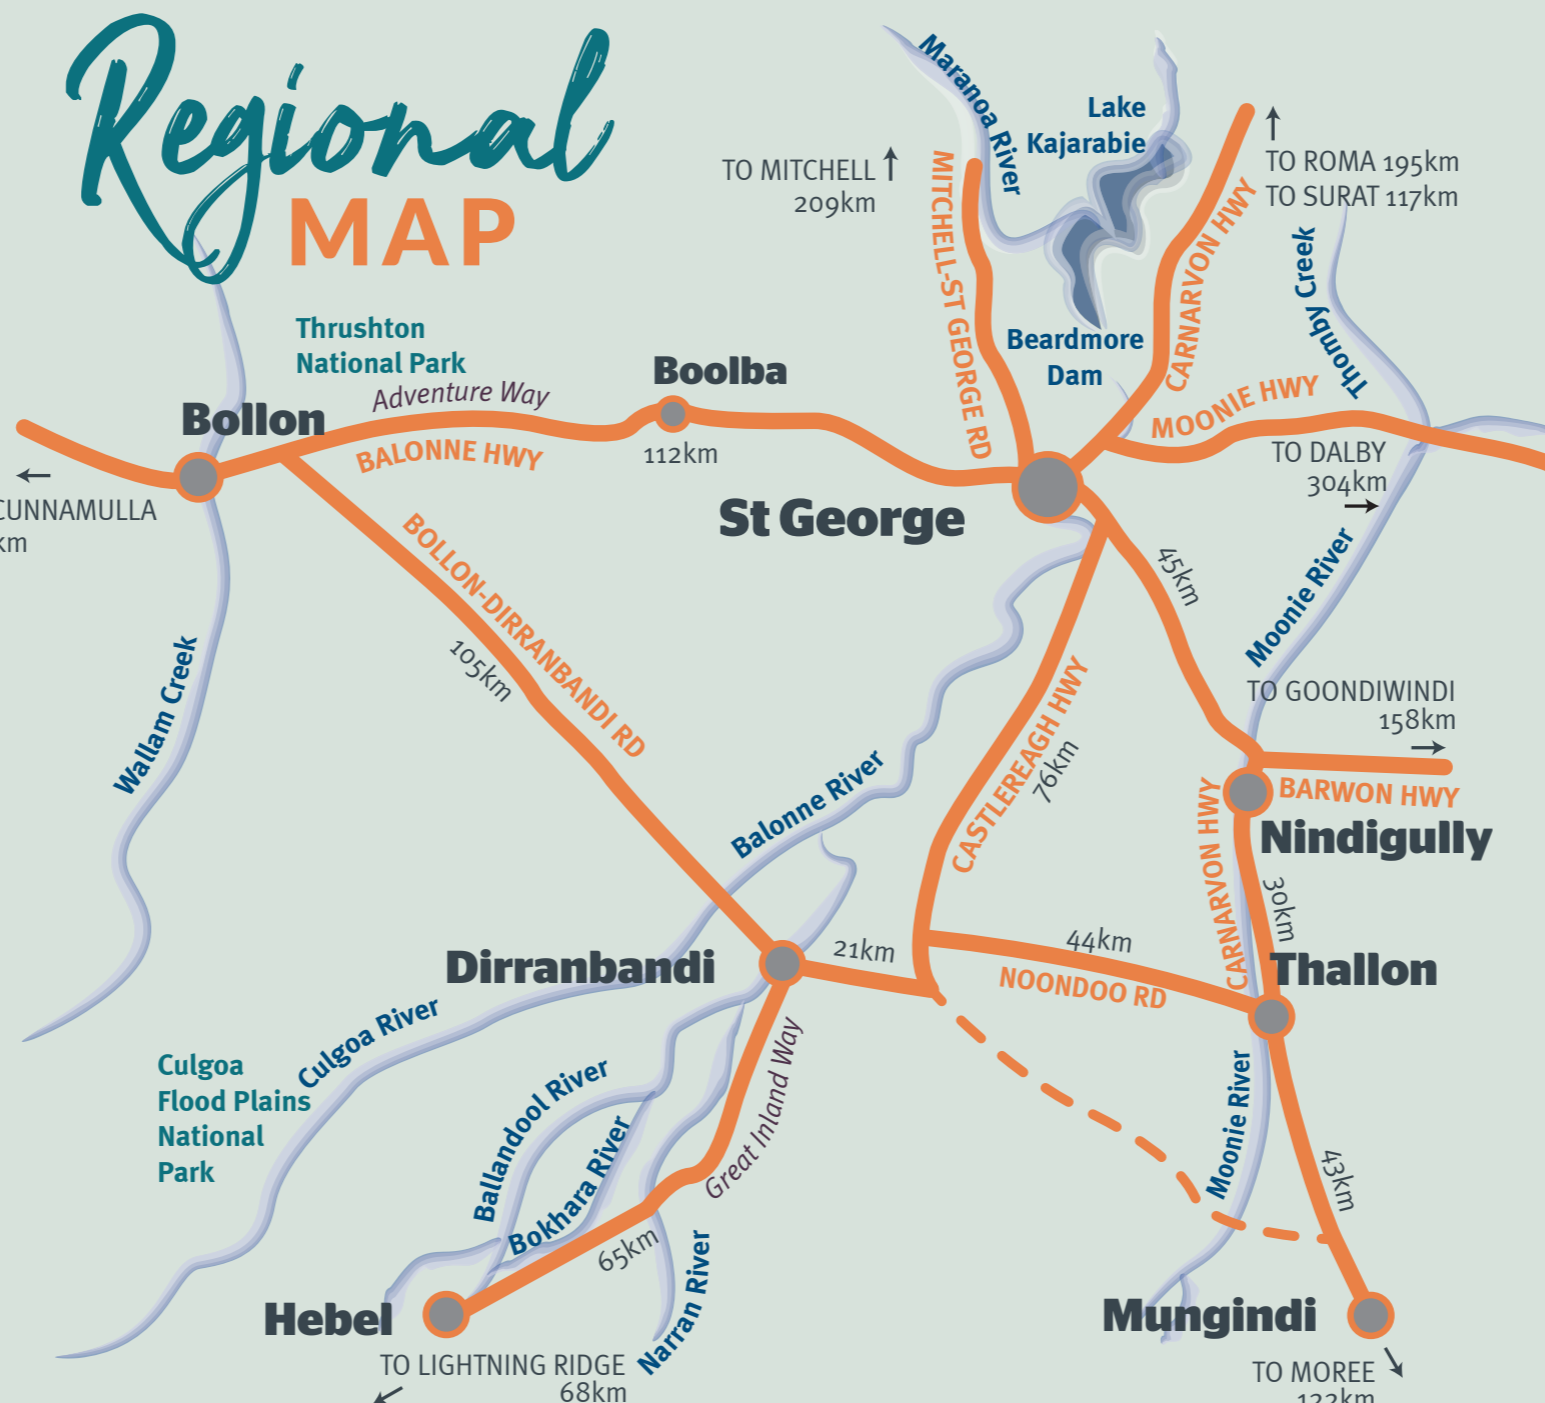 Regional
MAP
Maranoa River
Lake
Kajarabie
TO MITCHELL
209km
MITCHELL-ST GEORGE RD
CARNARVON HWY
TO ROMA 195km
TO SURAT 117km
Thomby Creek
Thrushton
National Park
Beardmore
Dam
Boolba
Adventure Way
Bollon
BALONNE HWY
112km
MOONIE HWY
TO DALBY
304km
CUNNAMULLA
km
St George
BOLLON-DIRRANBANDI RD
105km
45km
Moonie River
Wallam Creek
TO GOONDIWINDI
158km
CASTLEREAGH HWY
76km
Balonne River
BARWON HWY
CARNARVON HWY
Nindigully
30km
Dirranbandi
21km
44km
NOONDOO RD
Thallon
Culgoa River
Culgoa
Flood Plains
National
Park
Great Inland Way
Ballandool River
Bokhara River
Moonie River
43km
65km
Narran River
Hebel
Mungindi
TO LIGHTNING RIDGE
68km
TO MOREE
122km